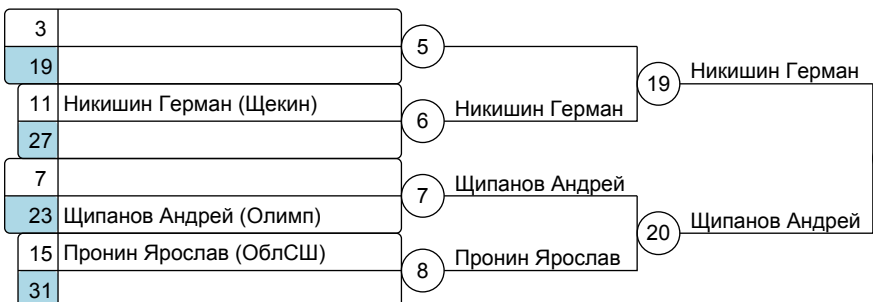 3
19
5
11 Никишин Герман (Щекин)
27
6
Никишин Герман
19
Никишин Герман
7
23 Щипанов Андрей (Олимп)
7
Щипанов Андрей
15 Пронин Ярослав (ОблСШ)
31
8
Пронин Ярослав
20
Щипанов Андрей